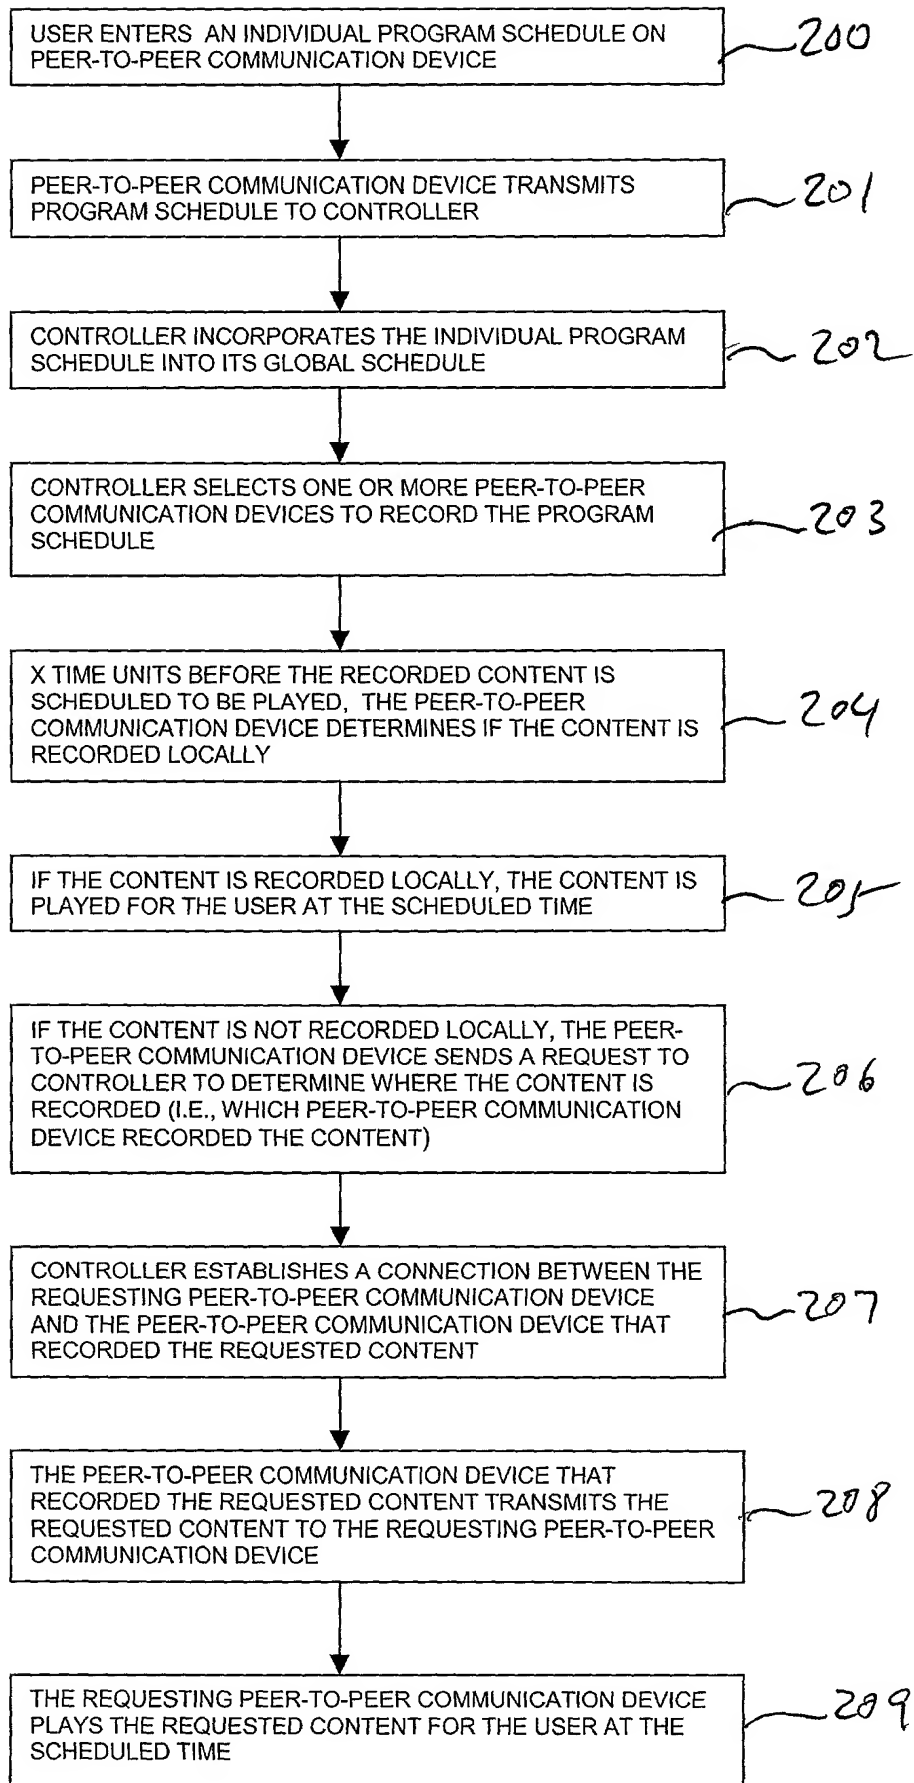 USER ENTERS AN INDIVIDUAL PROGRAM SCHEDULE ON
PEER-TO-PEER COMMUNICATION DEVICE
200
PEER-TO-PEER COMMUNICATION DEVICE TRANSMITS
PROGRAM SCHEDULE TO CONTROLLER
201
CONTROLLER INCORPORATES THE INDIVIDUAL PROGRAM
SCHEDULE INTO ITS GLOBAL SCHEDULE
202
CONTROLLER SELECTS ONE OR MORE PEER-TO-PEER
COMMUNICATION DEVICES TO RECORD THE PROGRAM
SCHEDULE
203
X TIME UNITS BEFORE THE RECORDED CONTENT IS
SCHEDULED TO BE PLAYED, THE PEER-TO-PEER
COMMUNICATION DEVICE DETERMINES IF THE CONTENT IS
RECORDED LOCALLY
204
IF THE CONTENT IS RECORDED LOCALLY, THE CONTENT IS
PLAYED FOR THE USER AT THE SCHEDULED TIME
205
IF THE CONTENT IS NOT RECORDED LOCALLY, THE PEER-
TO-PEER COMMUNICATION DEVICE SENDS A REQUEST TO
CONTROLLER TO DETERMINE WHERE THE CONTENT IS
RECORDED (I.E., WHICH PEER-TO-PEER COMMUNICATION
DEVICE RECORDED THE CONTENT)
206
CONTROLLER ESTABLISHES A CONNECTION BETWEEN THE
REQUESTING PEER-TO-PEER COMMUNICATION DEVICE
AND THE PEER-TO-PEER COMMUNICATION DEVICE THAT
RECORDED THE REQUESTED CONTENT
207
THE PEER-TO-PEER COMMUNICATION DEVICE THAT
RECORDED THE REQUESTED CONTENT TRANSMITS THE
REQUESTED CONTENT TO THE REQUESTING PEER-TO-PEER
COMMUNICATION DEVICE
208
THE REQUESTING PEER-TO-PEER COMMUNICATION DEVICE
PLAYS THE REQUESTED CONTENT FOR THE USER AT THE
SCHEDULED TIME
209